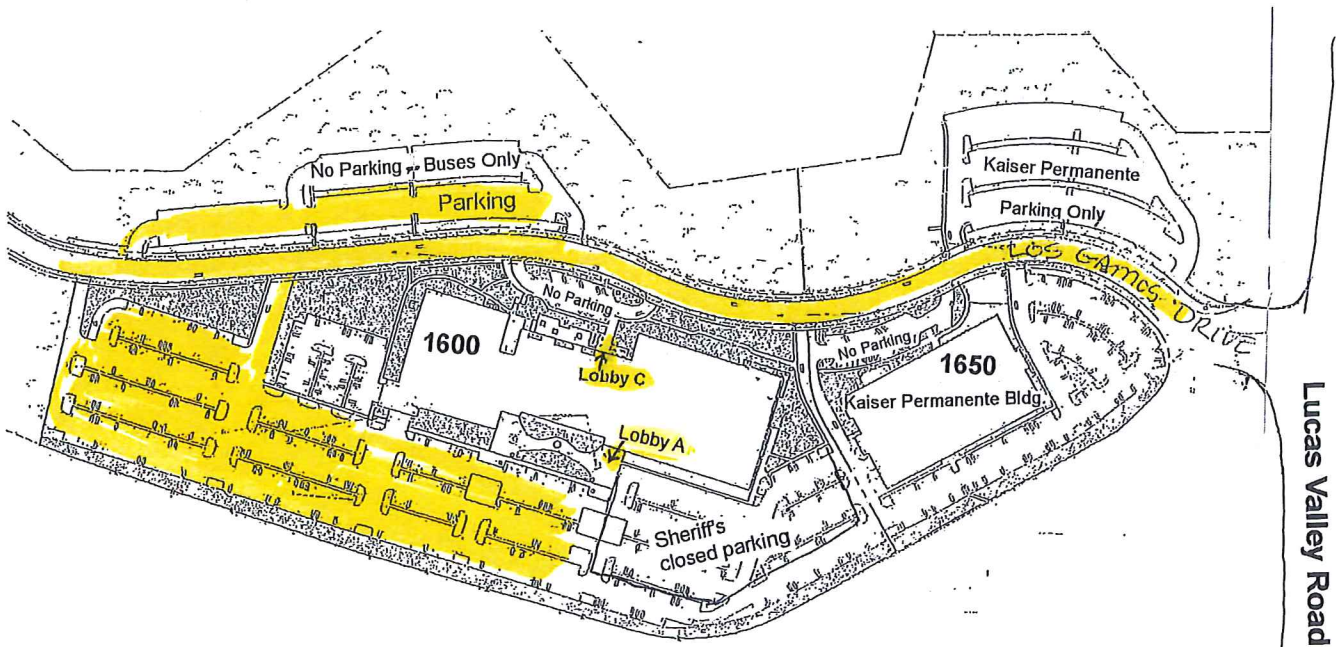 No Parking - Buses Only
Parking
Kaiser Permanente
Parking Only
LOS GAMOS DRIVE
No Parking
1600
Lobby C
No Parking
1650
Kaiser Permanente Bldg.
Lobby A
Sheriff's
closed parking
Lucas Valley Road